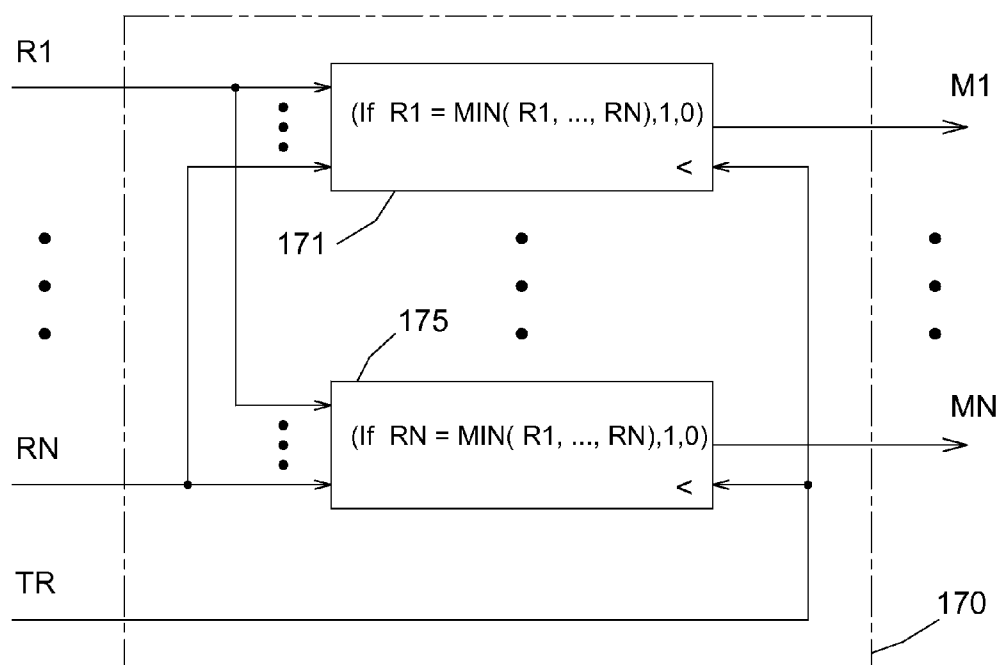 R1
(If R1 = MIN( R1, ..., RN),1,0)
M1
<
171
175
(If RN = MIN( R1, ..., RN),1,0)
MN
RN
<
TR
170